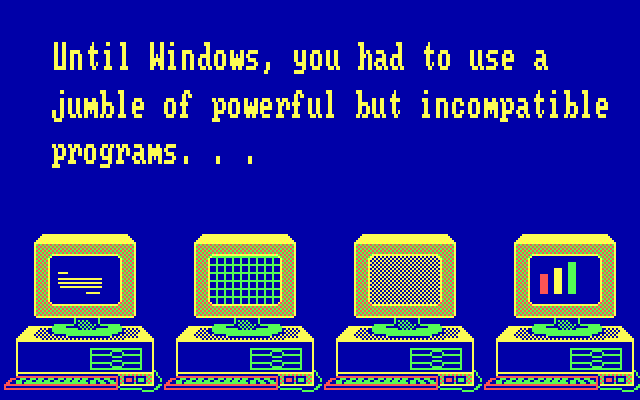 Until Windows, you had to use a
jumble of powerful but incompatible
programs. . .